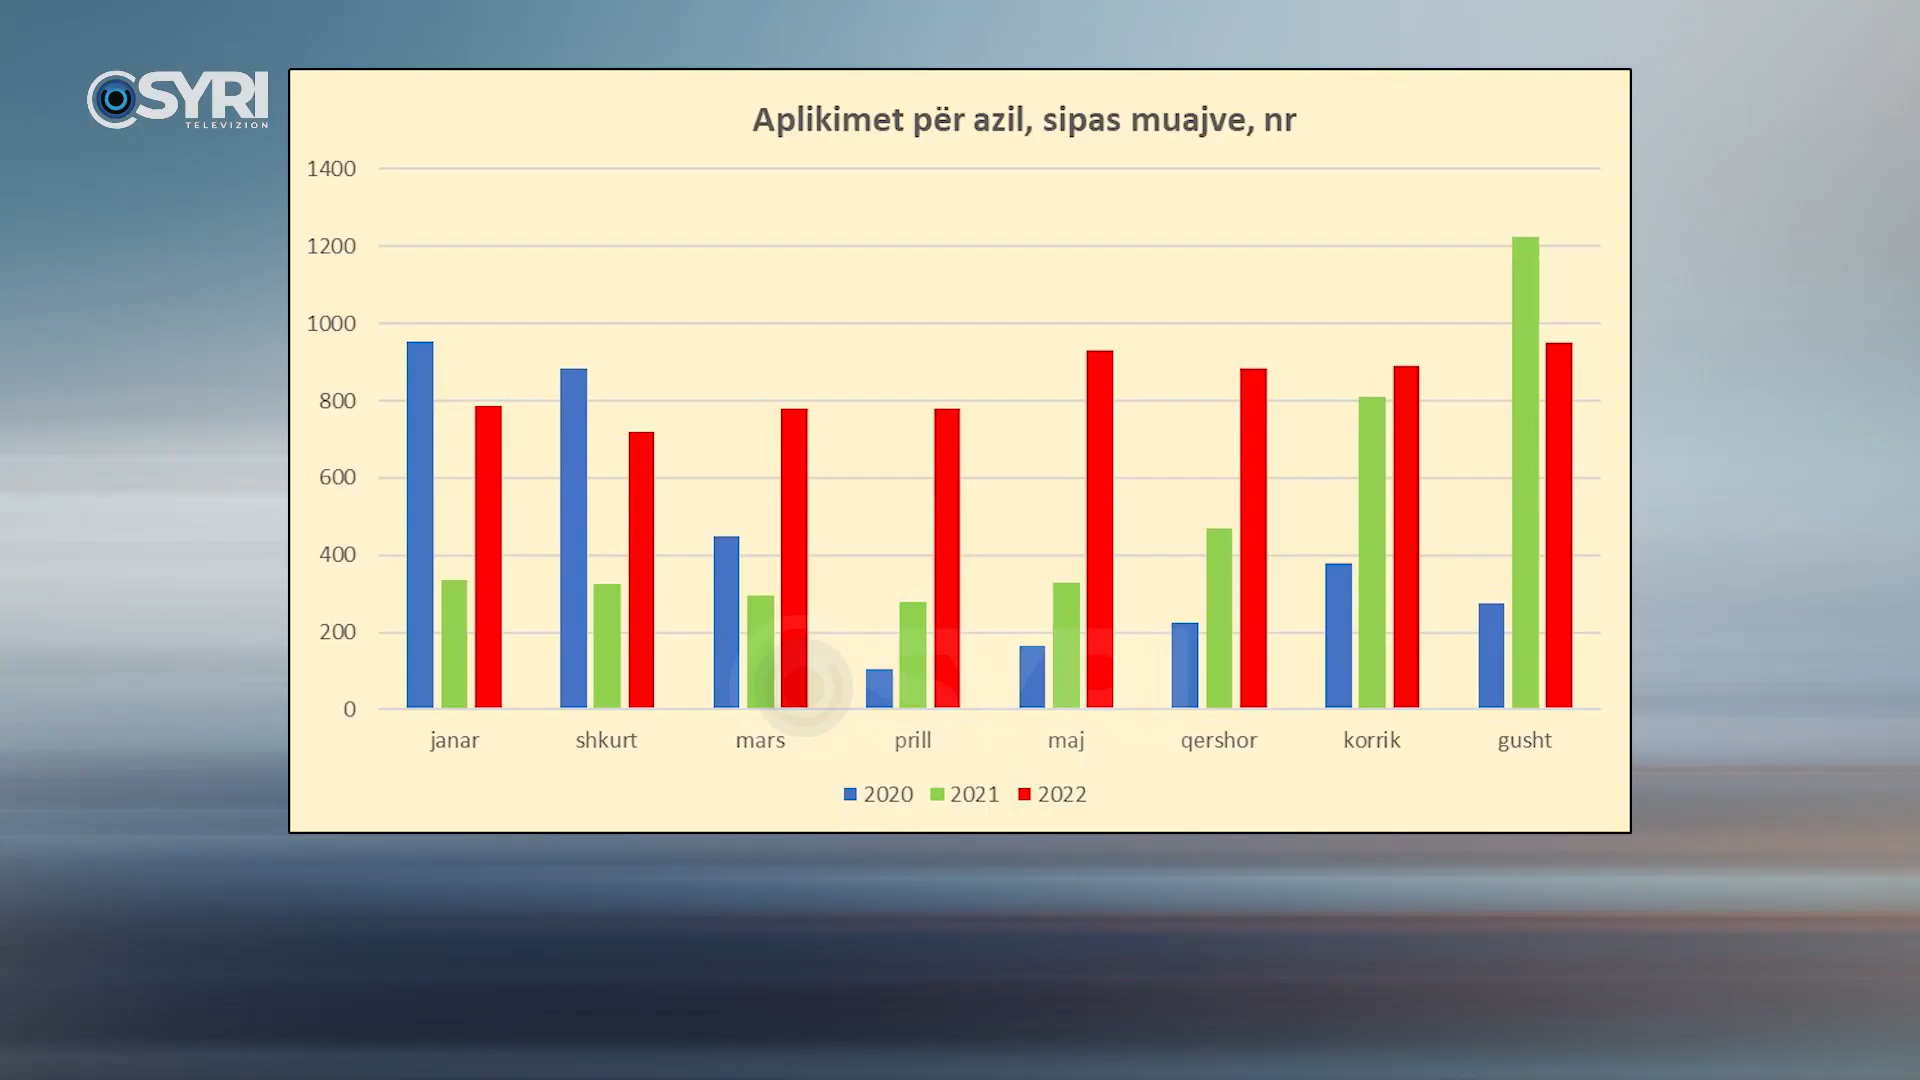 SYRI
TELEVIZION
Aplikimet për azil, sipas muajve, nr
1400
1200
1000
800
600
400
200
0
janar shkurt mars prill maj qershor korrik gusht
2020 2021 2022